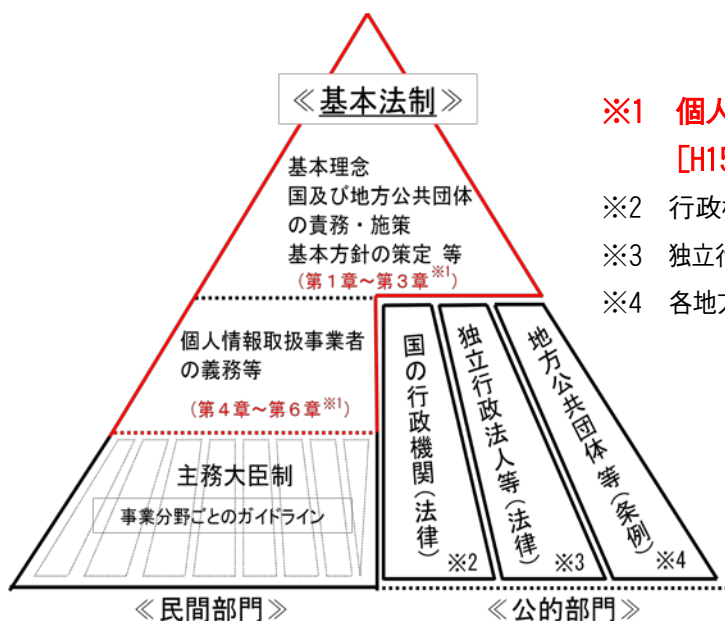 ≪基本法制≫
基本理念
国及び地方公共団体
の責務・施策
基本方針の策定 等
(第1章～第3章※1)
個人情報取扱事業者
の義務等
(第4章～第6章※1)
主務大臣制
事業分野ごとのガイドライン
国の行政機関(法律)
※2
独立行政法人等(法律)
※3
地方公共団体等(条例)
※4
≪民間部門≫
≪公的部門≫
※1 個人
[H15
※2 行政
※3 独立
※4 各地